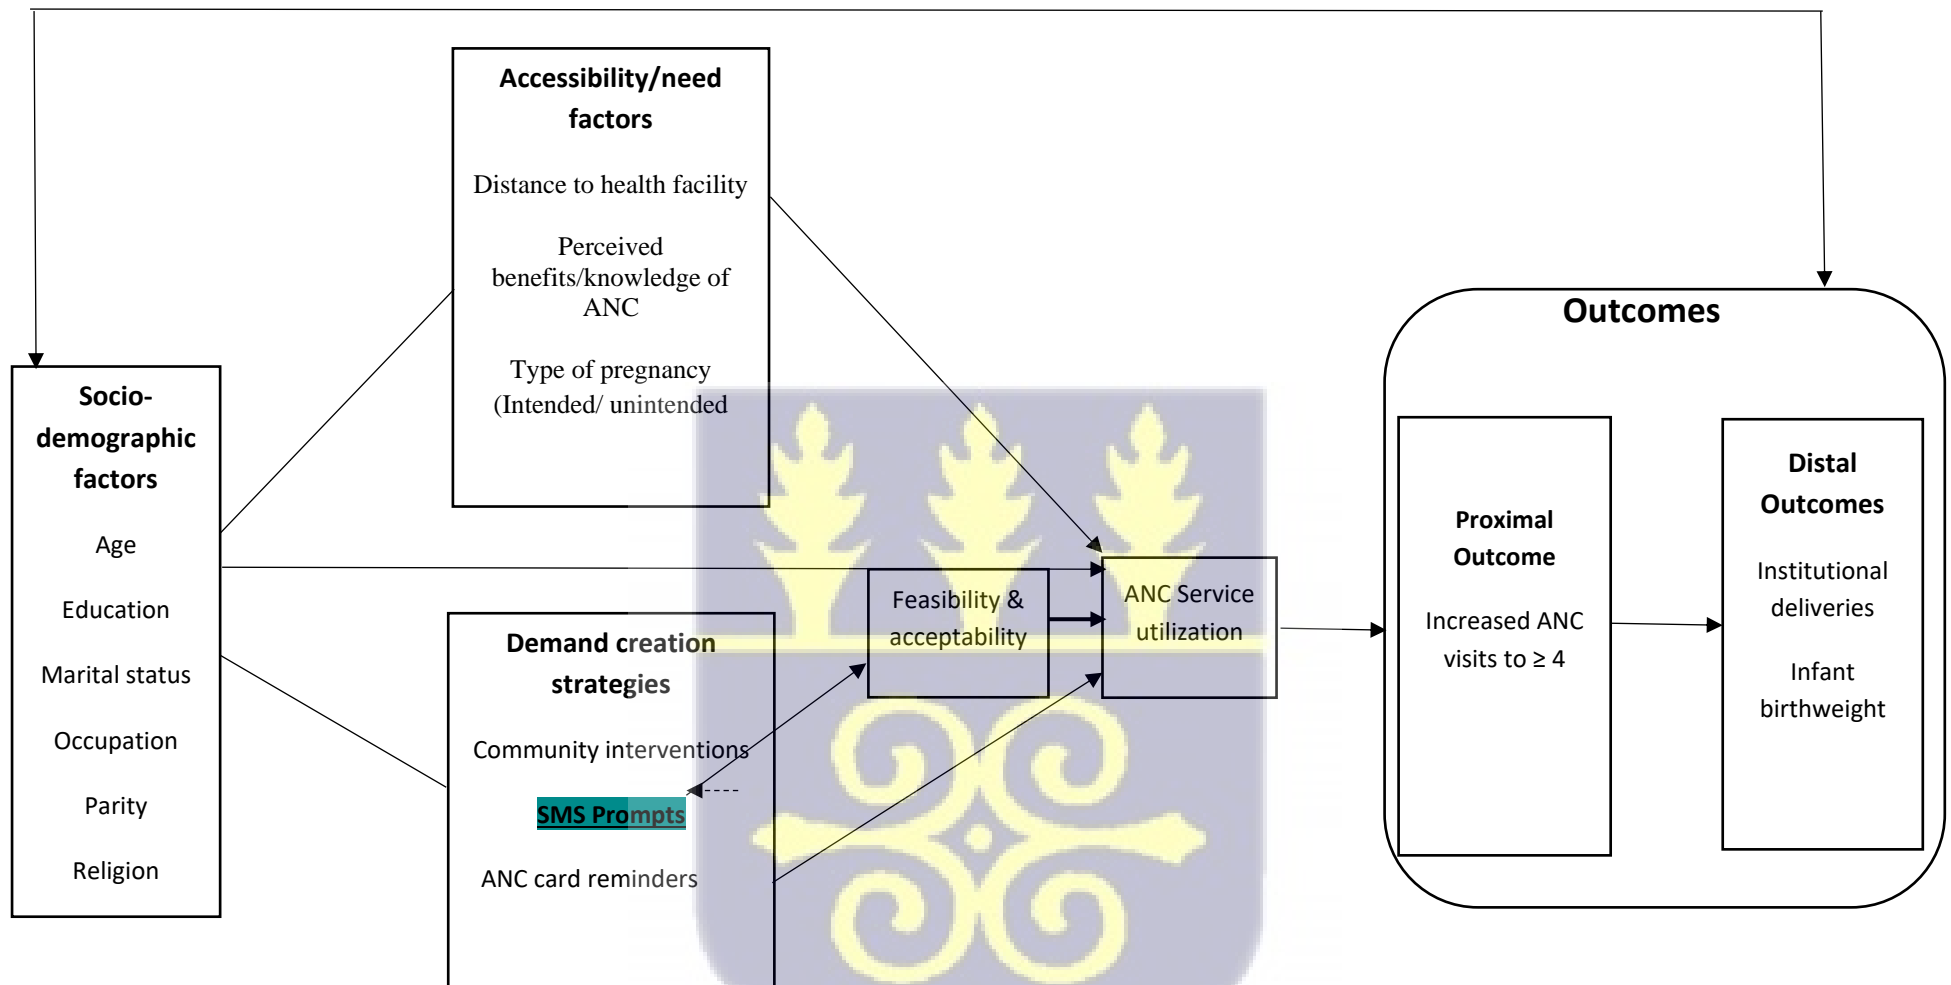 Accessibility/need
factors
Distance to health facility
Perceived
benefits/knowledge of
ANC
Type of pregnancy
(Intended/ unintended
Socio-
demographic
factors
Age
Education
Marital status
Occupation
Parity
Religion
Demand creation
strategies
Community interventions
SMS Prompts
ANC card reminders
Feasibility &
acceptability
ANC Service
utilization
Outcomes
Proximal
Outcome
Increased ANC
visits to ≥ 4
Distal
Outcomes
Institutional
deliveries
Infant
birthweight